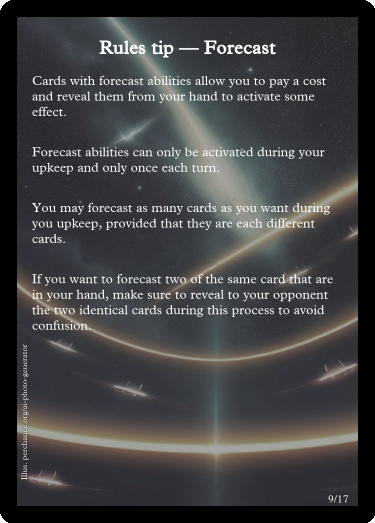 Rules tip — Forecast
Cards with forecast abilities allow you to pay a cost
and reveal them from your hand to activate some
effect.
Forecast abilities can only be activated during your
upkeep and only once each turn.
You may forecast as many cards as you want during
you upkeep, provided that they are each different
cards.
If you want to forecast two of the same card that are
in your hand, make sure to reveal to your opponent
the two identical cards during this process to avoid
confusion.
Illus. perchance.org/ai-photo-generator
9/17